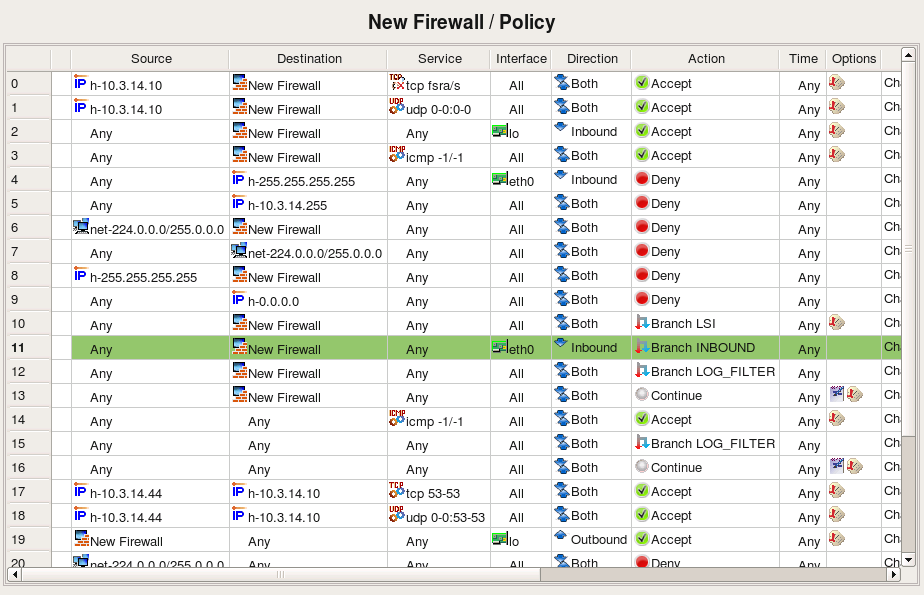 New Firewall / Policy
Source Destination Service Interface Direction Action Time Options
0 IP h-10.3.14.10 New Firewall TCP tcp fsra/s All Both Accept Any Ch
1 IP h-10.3.14.10 New Firewall UDP udp 0-0:0-0 All Both Accept Any Ch
2 Any New Firewall Any lo Inbound Accept Any Ch
3 Any New Firewall ICMP icmp -1/-1 All Both Accept Any Ch
4 Any IP h-255.255.255.255 Any eth0 Inbound Deny Any Ch
5 Any IP h-10.3.14.255 Any All Both Deny Any Ch
6 net-224.0.0.0/255.0.0.0 New Firewall Any All Both Deny Any Ch
7 Any net-224.0.0.0/255.0.0.0 Any All Both Deny Any Ch
8 IP h-255.255.255.255 New Firewall Any All Both Deny Any Ch
9 Any IP h-0.0.0.0 Any All Both Deny Any Ch
10 Any New Firewall Any All Both Branch LSI Any Ch
11 Any New Firewall Any eth0 Inbound Branch INBOUND Any Ch
12 Any New Firewall Any All Both Branch LOG_FILTER Any Ch
13 Any New Firewall Any All Both Continue Any Ch
14 Any Any ICMP icmp -1/-1 All Both Accept Any Ch
15 Any Any Any All Both Branch LOG_FILTER Any Ch
16 Any Any Any All Both Continue Any Ch
17 IP h-10.3.14.44 IP h-10.3.14.10 TCP tcp 53-53 All Both Accept Any Ch
18 IP h-10.3.14.44 IP h-10.3.14.10 UDP udp 0-0:53-53 All Both Accept Any Ch
19 New Firewall Any Any lo Outbound Accept Any Ch
20 net-224.0.0.0/255.0.0.0 Any Any All Both Deny Any Ch